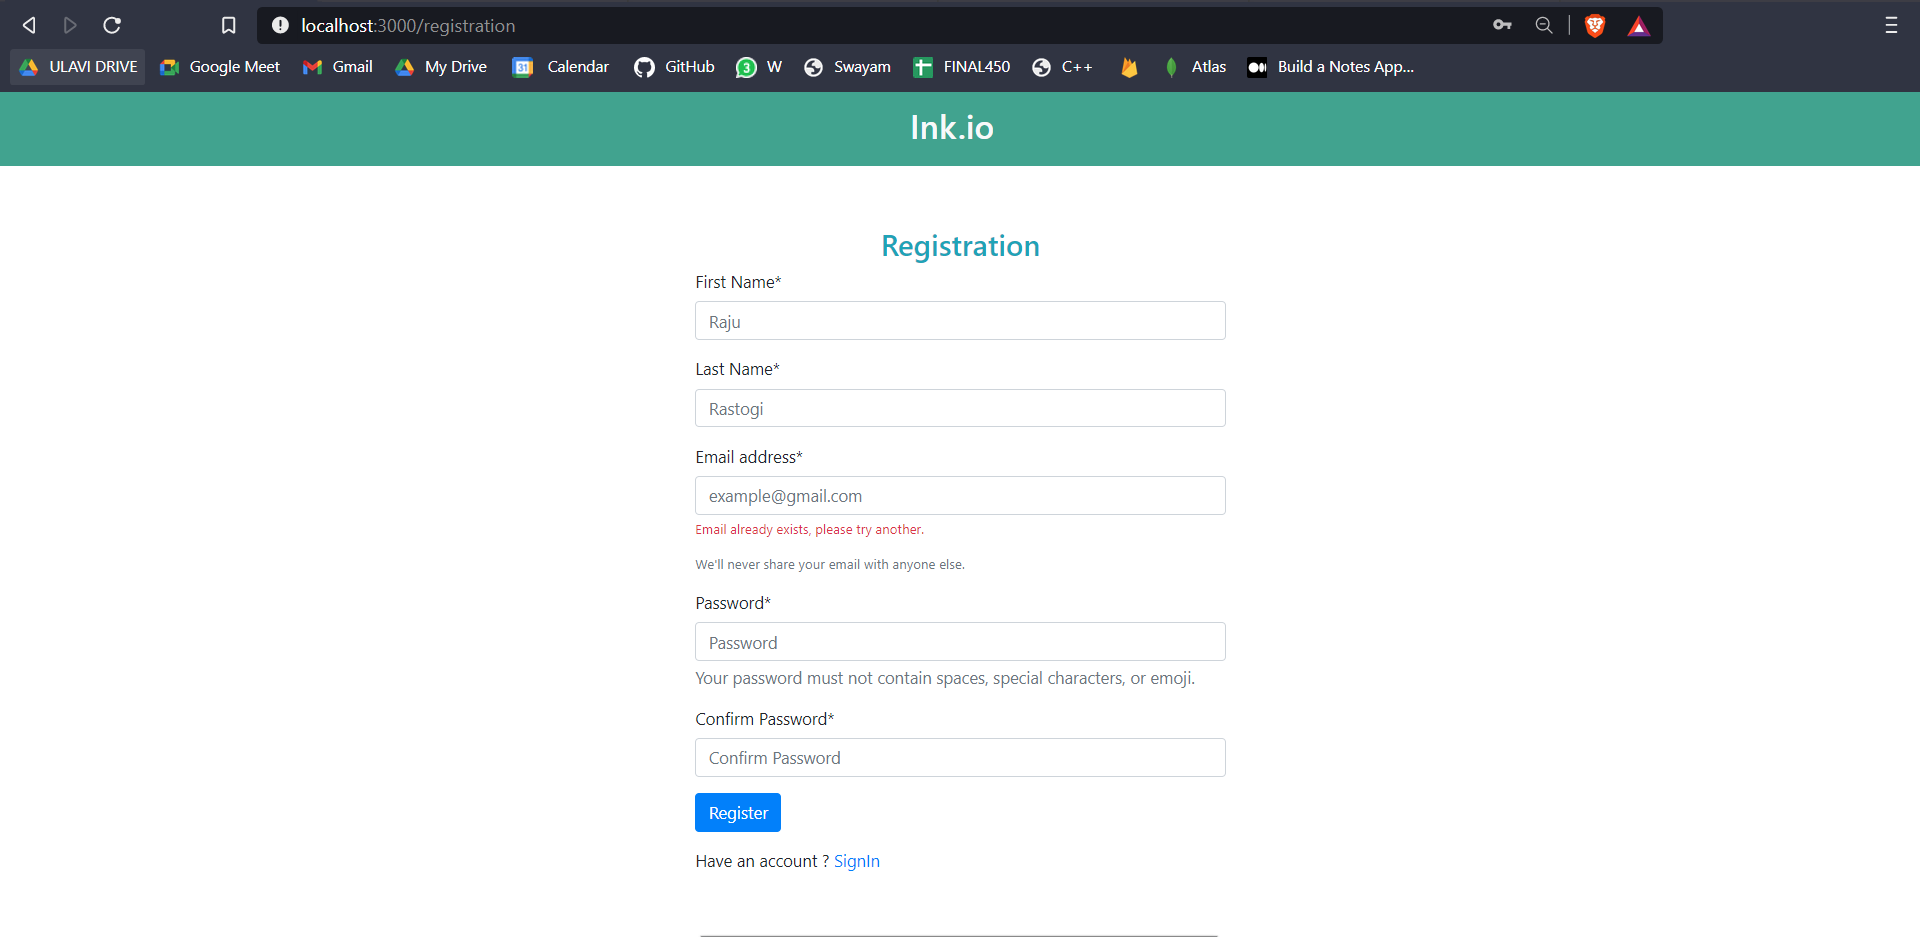 localhost:3000/registration
ULAVI DRIVE Google Meet Gmail My Drive 31 Calendar GitHub 3 W Swayam FINAL450 C++ Atlas Build a Notes App...
Ink.io
Registration
First Name*
Raju
Last Name*
Rastogi
Email address*
example@gmail.com
Email already exists, please try another.
We'll never share your email with anyone else.
Password*
Password
Your password must not contain spaces, special characters, or emoji.
Confirm Password*
Confirm Password
Register
Have an account ? SignIn